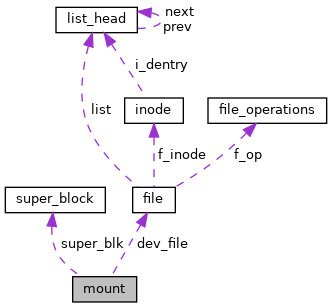 list_head
next
prev
i_dentry
list
inode
file_operations
f_inode
f_op
super_block
file
super_blk
dev_file
mount